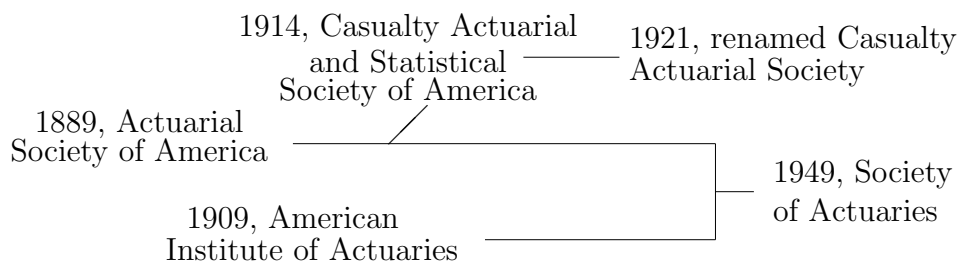 1914, Casualty Actuarial
and Statistical
Society of America
1921, renamed Casualty
Actuarial Society
1889, Actuarial
Society of America
1949, Society
of Actuaries
1909, American
Institute of Actuaries